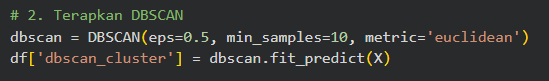 # 2. Terapkan DBSCAN
dbscan = DBSCAN(eps=0.5, min_samples=10, metric='euclidean')
df['dbscan_cluster'] = dbscan.fit_predict(X)